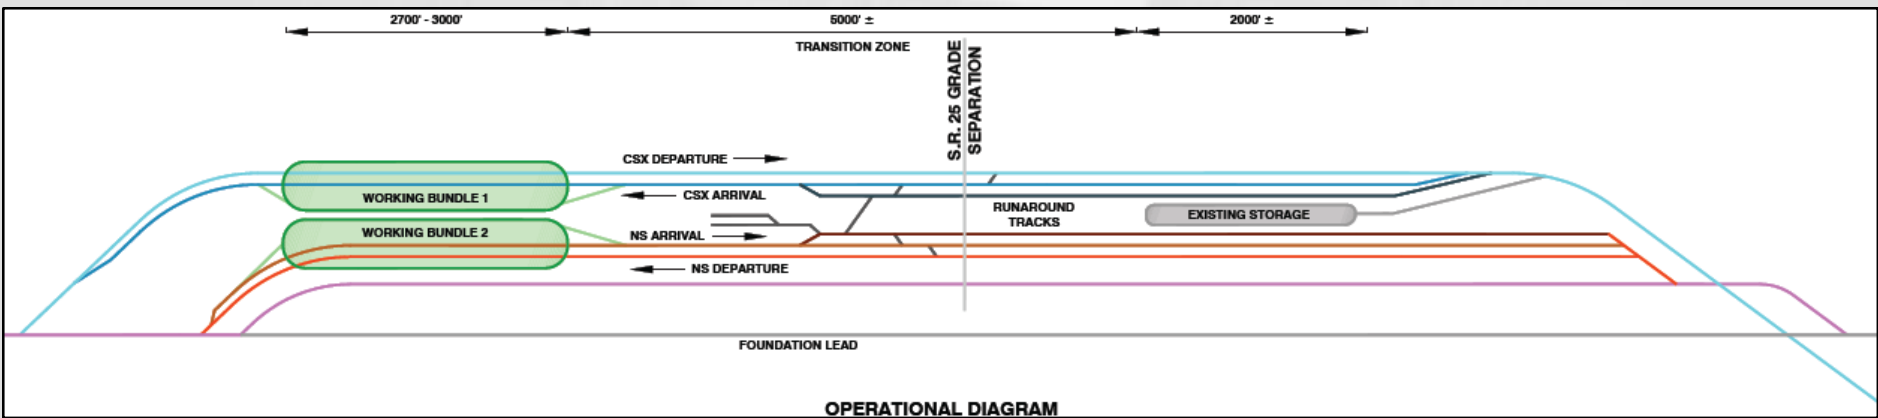 2700' - 3000'
5000' ±
2000' ±
TRANSITION ZONE
S.R. 25 GRADE
SEPARATION
CSX DEPARTURE
CSX ARRIVAL
WORKING BUNDLE 1
RUNAROUND
TRACKS
EXISTING STORAGE
WORKING BUNDLE 2
NS ARRIVAL
NS DEPARTURE
FOUNDATION LEAD
OPERATIONAL DIAGRAM